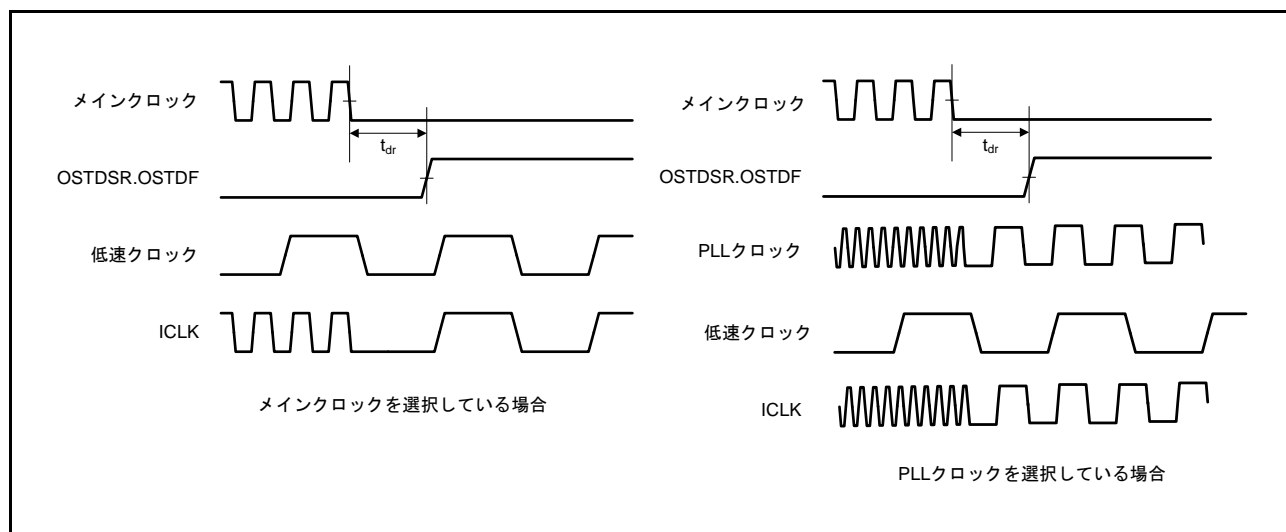 メインクロック
tdr
OSTDSR.OSTDF
低速クロック
ICLK
メインクロックを選択している場合
メインクロック
tdr
OSTDSR.OSTDF
PLLクロック
低速クロック
ICLK
PLLクロックを選択している場合